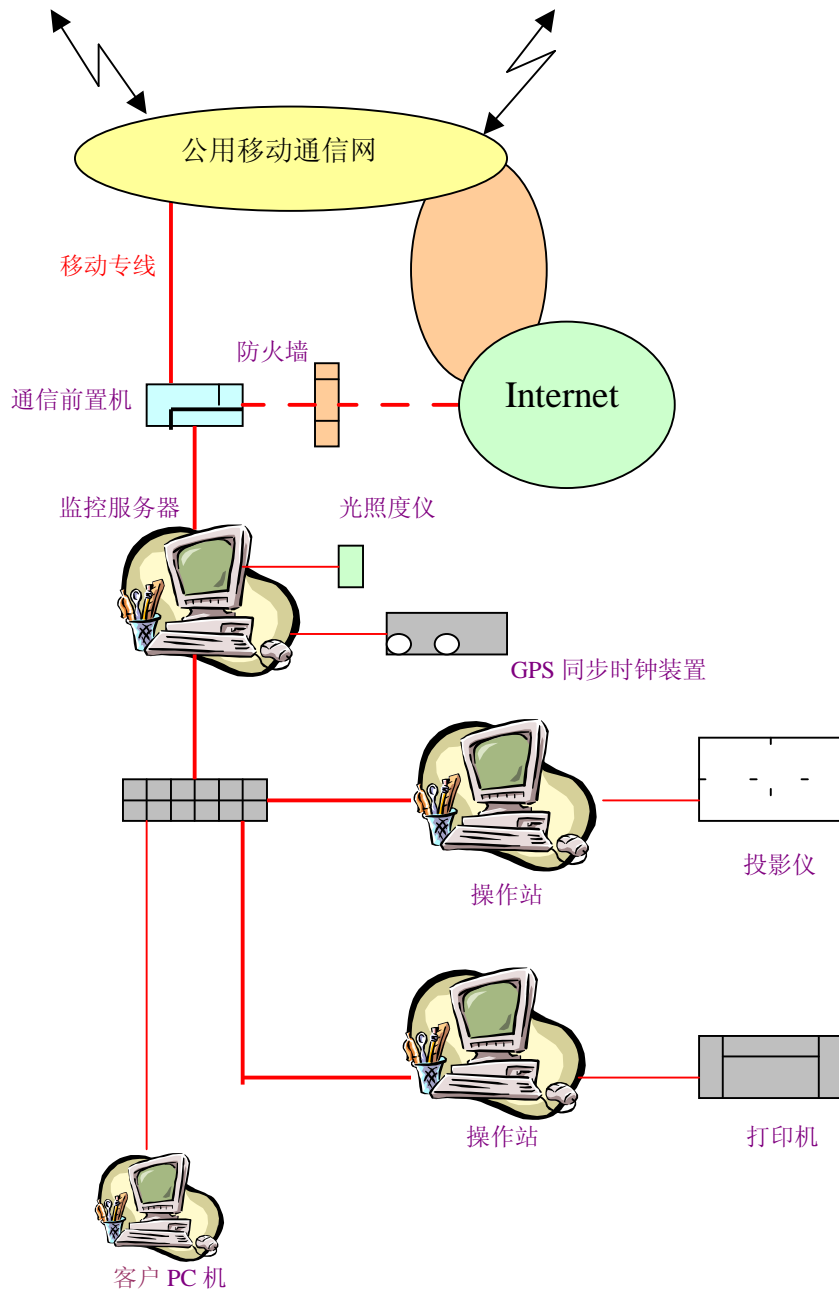 公用移动通信网
移动专线
防火墙
通信前置机
Internet
监控服务器
光照度仪
GPS 同步时钟装置
投影仪
操作站
操作站
打印机
客户 PC 机